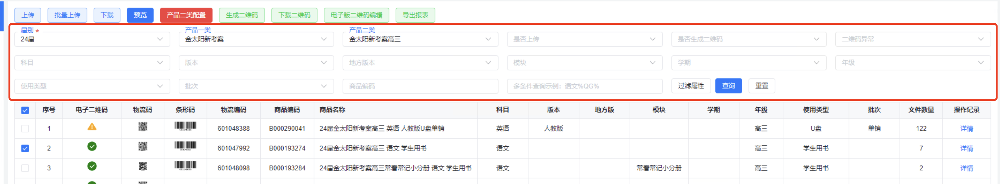 上传 批量上传 下载 预览 产品二类配置 生成二维码 下载二维码 电子版二维码编辑 导出报表
届别 * 产品一类 产品二类
24届 金太阳新考案 金太阳新考案高三 是否上传 是否生成二维码 二维码异常
科目 版本 地方版本 模块 学期 年级
使用类型 批次 商品编码 多条件查询示例：语文%QG% 过滤属性 查询 重置
序号 电子二维码 物流码 条形码 物流编码 商品编码 商品名称 科目 版本 地方版 模块 学期 年级 使用类型 批次 文件数量 操作记录
1 601048388 B000290041 24届金太阳新考案高三 英语 人教版U盘单销 英语 人教版 高三 U盘 单销 122 详情
2 601047992 B000193274 24届金太阳新考案高三 语文 学生用书 语文 高三 学生用书 7 详情
3 601048098 B000193284 24届金太阳新考案高三常看常记小分册 语文 学生用书 语文 常看常记小分册 高三 学生用书 2 详情